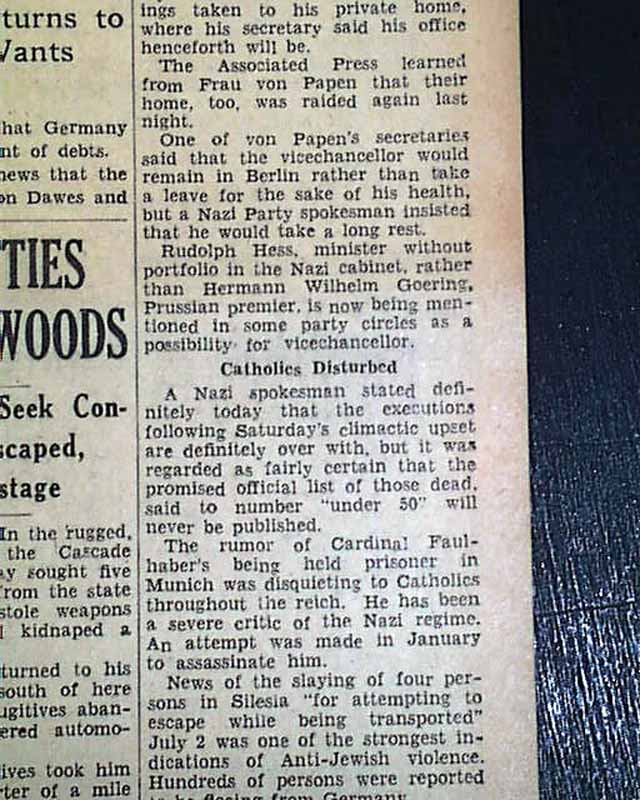 turns to
Wants
hat Germany
nt of debts.
news that the
on Dawes and
TIES
WOODS
Seek Con-
scaped,
stage
In the rugged,
the Cascade
ay sought five
from the state
stole weapons
kidnaped a
turned to his
south of here
ugitives aban-
ered automo-
ives took him
rter of a mile
ings taken to his private home,
where his secretary said his office
henceforth will be.
The Associated Press learned
from Frau von Papen that their
home, too, was raided again last
night.
One of von Papen's secretaries
said that the vicechancellor would
remain in Berlin rather than take
a leave for the sake of his health,
but a Nazi Party spokesman insisted
that he would take a long rest.
Rudolph Hess, minister without
portfolio in the Nazi cabinet, rather
than Hermann Wilhelm Goering,
Prussian premier, is now being men-
tioned in some party circles as a
possibility for vicechancellor.
Catholics Disturbed
A Nazi spokesman stated defi-
nitely today that the executions
following Saturday's climactic upset
are definitely over with, but it was
regarded as fairly certain that the
promised official list of those dead,
said to number "under 50" will
never be published.
The rumor of Cardinal Faul-
haber's being held prisoner in
Munich was disquieting to Catholics
throughout the reich. He has been
a severe critic of the Nazi regime.
An attempt was made in January
to assassinate him.
News of the slaying of four per-
sons in Silesia "for attempting to
escape while being transported"
July 2 was one of the strongest in-
dications of Anti-Jewish violence.
Hundreds of persons were reported
to be fleeing from Germany.